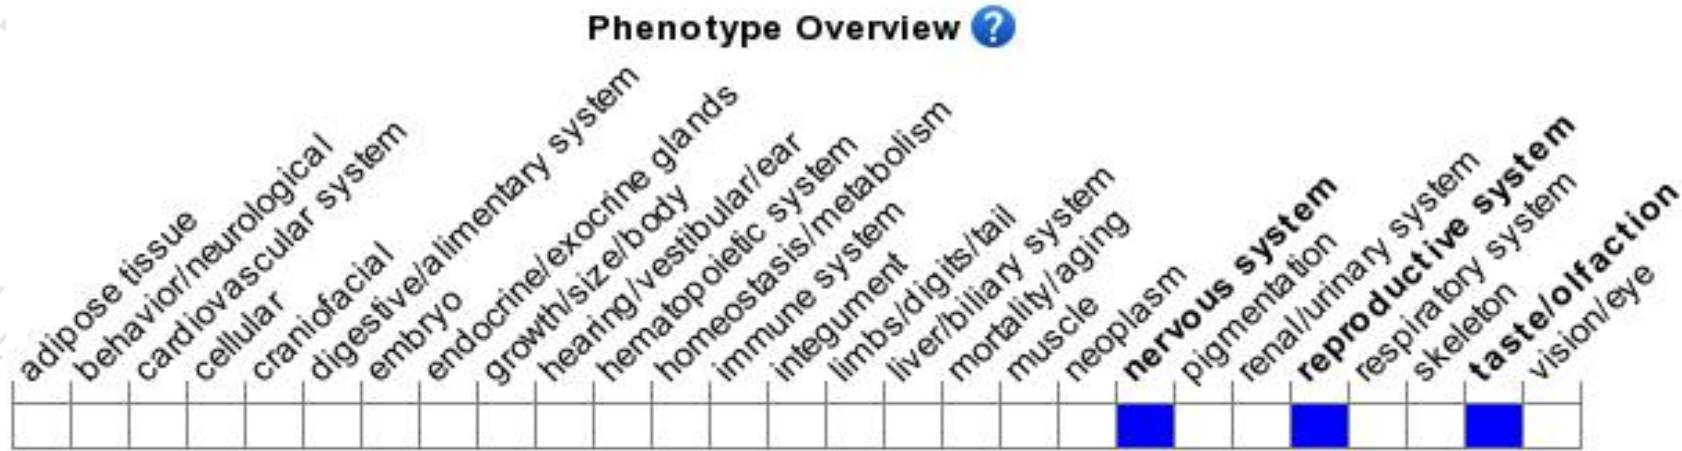 Phenotype Overview ?
adipose tissue
behavior/neurological
cardiovascular system
cellular
craniofacial
digestive/alimentary system
embryo
endocrine/exocrine glands
growth/size/body
hearing/vestibular/ear
hematopoietic system
homeostasis/metabolism
immune system
integument
limbs/digits/tail
liver/biliary system
mortality/aging
muscle
neoplasm
nervous system
pigmentation
renal/urinary system
reproductive system
respiratory system
skeleton
taste/olfaction
vision/eye